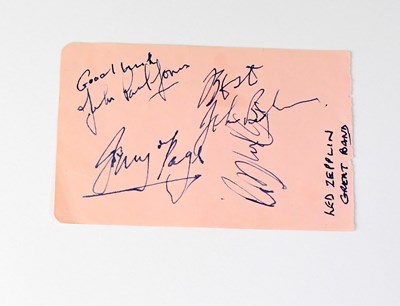 Good luck
John Paul Jones
Best
John Bonham
Jimmy Page
LED ZEPPLIN
GREAT BAND